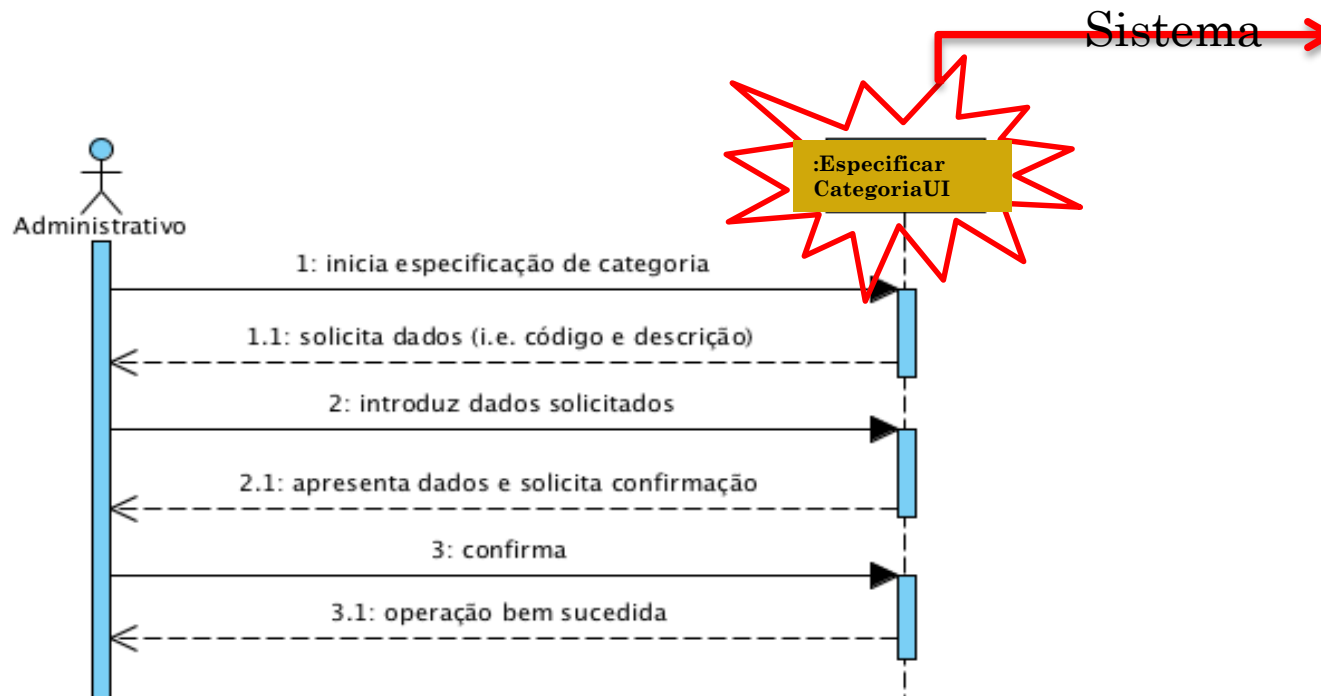 Sistema
:Especificar
CategoriaUI
Administrativo
1: inicia especificação de categoria
1.1: solicita dados (i.e. código e descrição)
2: introduz dados solicitados
2.1: apresenta dados e solicita confirmação
3: confirma
3.1: operação bem sucedida